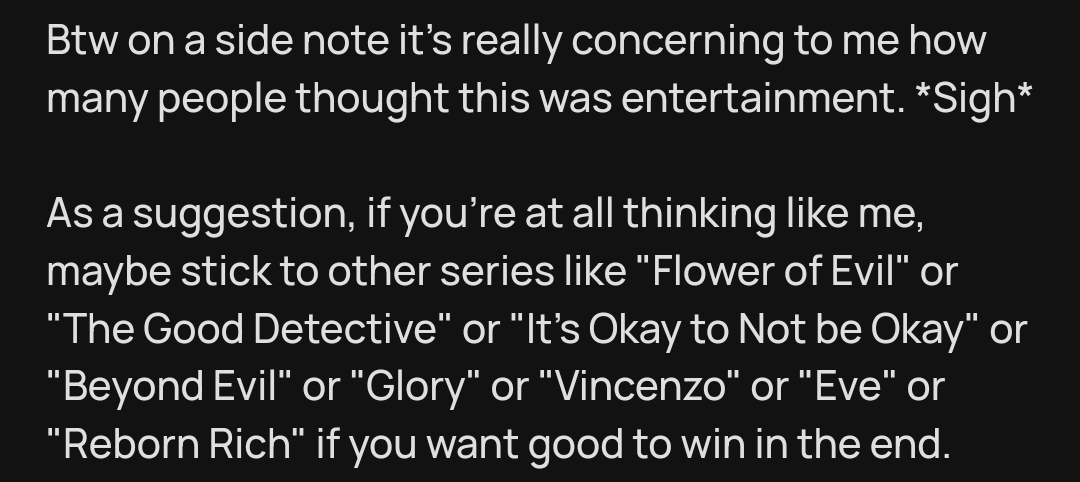 Btw on a side note it’s really concerning to me how
many people thought this was entertainment. *Sigh*
As a suggestion, if you’re at all thinking like me,
maybe stick to other series like "Flower of Evil" or
"The Good Detective" or "It’s Okay to Not be Okay" or
"Beyond Evil" or "Glory" or "Vincenzo" or "Eve" or
"Reborn Rich" if you want good to win in the end.